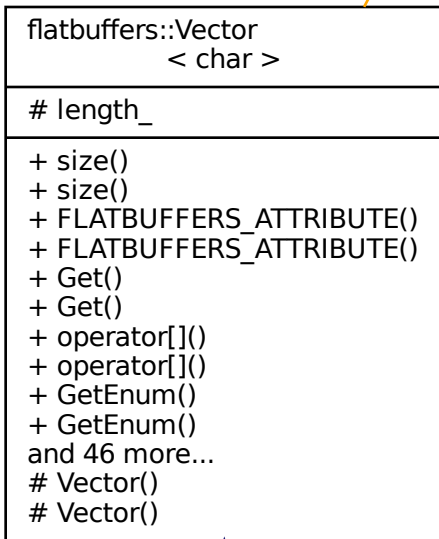 flatbuffers::Vector
< char >
# length_
+ size()
+ size()
+ FLATBUFFERS_ATTRIBUTE()
+ FLATBUFFERS_ATTRIBUTE()
+ Get()
+ Get()
+ operator[]()
+ operator[]()
+ GetEnum()
+ GetEnum()
and 46 more...
# Vector()
# Vector()